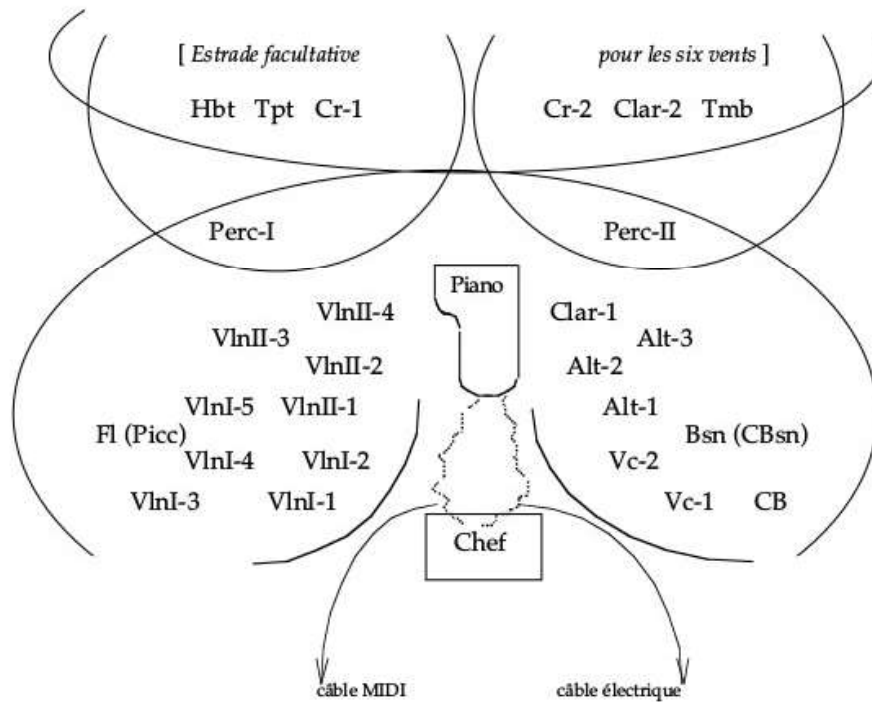 [ Estrade facultative pour les six vents ]
Hbt Tpt Cr-1 Cr-2 Clar-2 Tmb
Perc-I Perc-II
Piano
VlnII-4 Clar-1
VlnII-3 Alt-3
VlnII-2 Alt-2
VlnI-5 VlnII-1 Alt-1
Fl (Picc) Bsn (CBsn)
VlnI-4 VlnI-2 Vc-2
VlnI-3 VlnI-1 Vc-1 CB
Chef
câble MIDI câble électrique